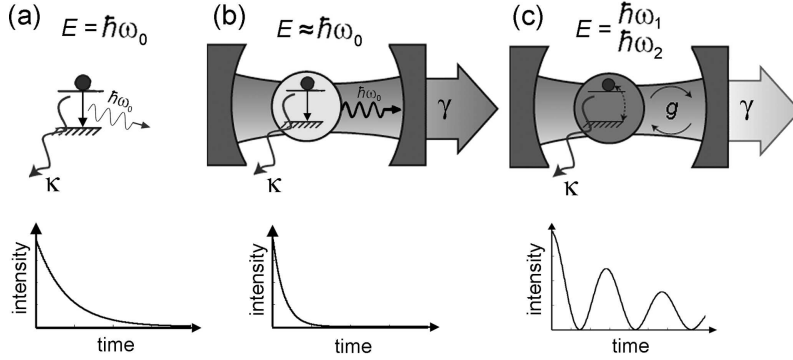 (a)
E = ħω₀
ħω₀
κ
intensity
time
(b)
E ≈ ħω₀
ħω₀
γ
κ
intensity
time
(c)
E = ħω₁
ħω₂
g
γ
κ
intensity
time